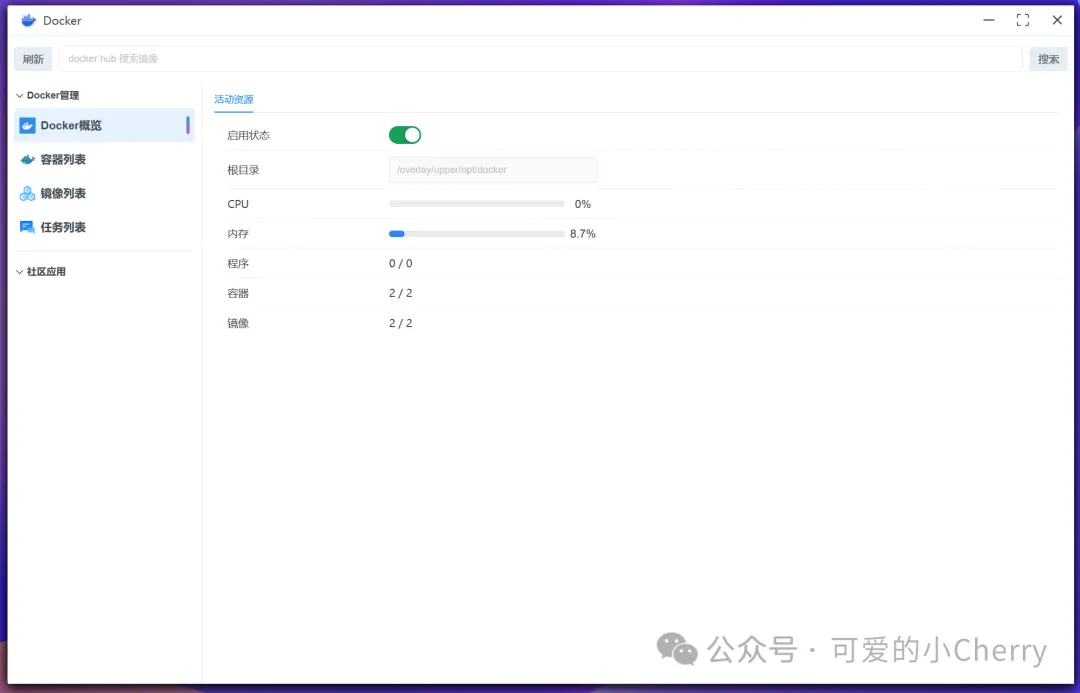 Docker
刷新 docker hub 搜索镜像 搜索
Docker管理
Docker概览
容器列表
镜像列表
任务列表
社区应用
活动资源
启用状态
根目录 /overlay/upper/opt/docker
CPU 0%
内存 8.7%
程序 0 / 0
容器 2 / 2
镜像 2 / 2
公众号 · 可爱的小Cherry